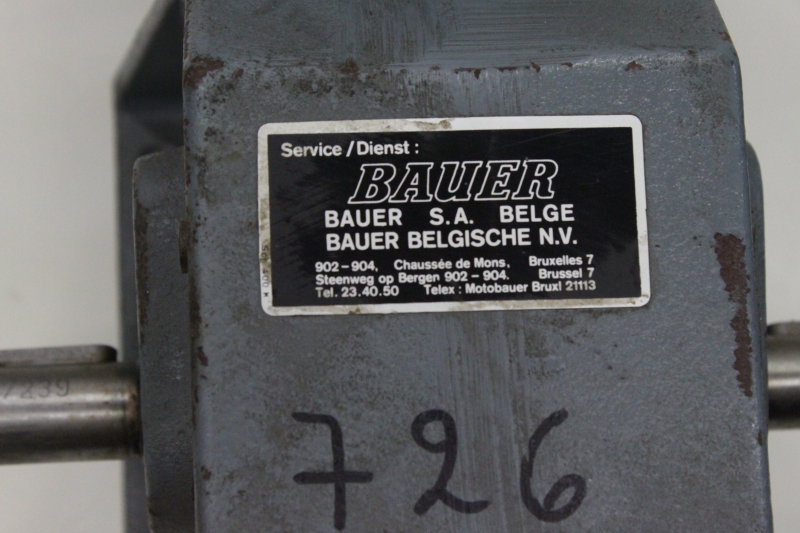 Service/Dienst:
BAUER
BAUER S.A. BELGE
BAUER BELGISCHE N.V.
902-904, Chaussée de Mons, Bruxelles 7
Steenweg op Bergen 902-904. Brussel 7
Tel. 23.40.50 Telex: Motobauer Bruxl 21113
7239
726